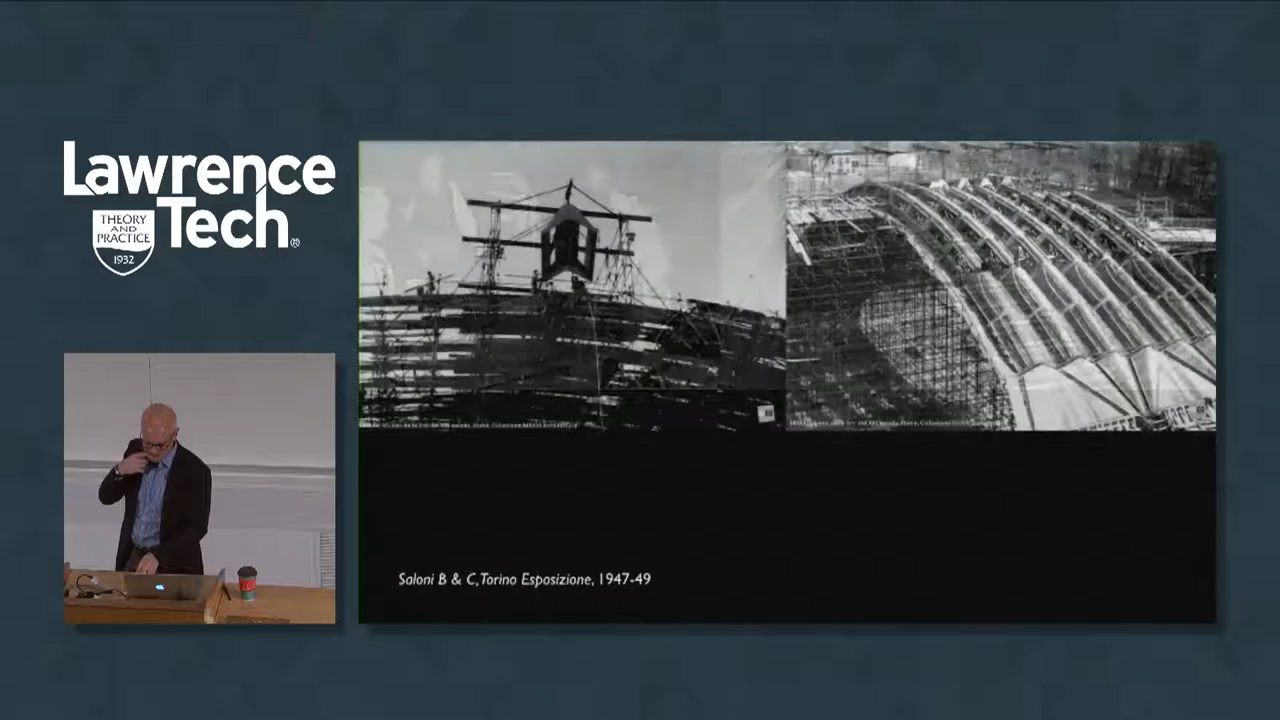 Lawrence
Tech®
THEORY
AND
PRACTICE
1932
Saloni B & C, Torino Esposizione, 1947-49